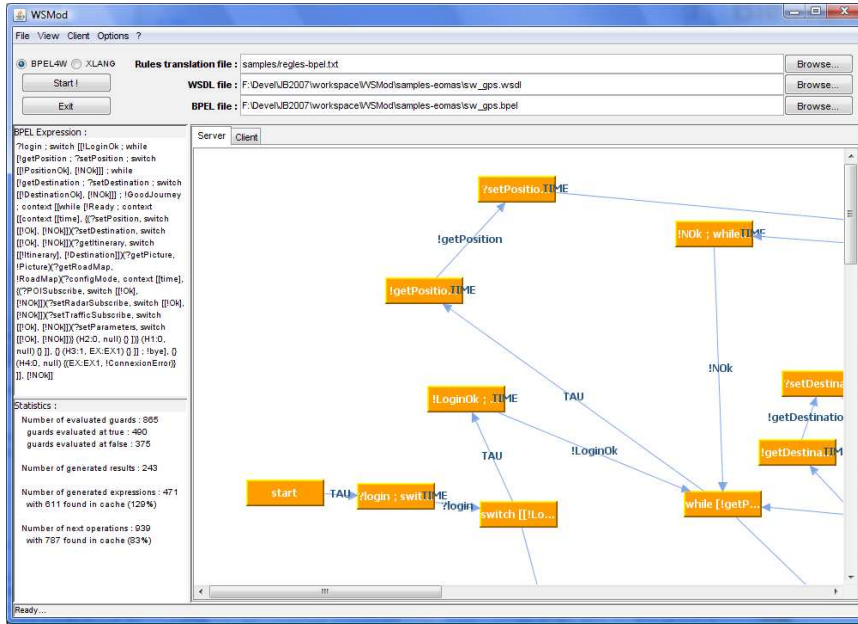 WSMod
File View Client Options ?
BPEL4W XLANG
Rules translation file : samples/regles-bpel.txt Browse...
Start !
WSDL file : F:\Devel\JB2007\workspace\WSMod\samples-eomas\sw_gps.wsdl Browse...
Exit
BPEL file : F:\Devel\JB2007\workspace\WSMod\samples-eomas\sw_gps.bpel Browse...
BPEL Expression :
?login ; switch [[!LoginOk ; while
[!getPosition ; ?setPosition ; switch
[[!PositionOk], [!NOk]]] ; while
[!getDestination ; ?setDestination ; switch
[[!DestinationOk], [!NOk]]] ; !GoodJourney
; context [[while [!Ready ; context
[[context [[time], {(?setPosition, switch
[[!Ok], [!NOk]])(?setDestination, switch
[[!Ok], [!NOk]])(?getItinerary, switch
[[!Itinerary], [!Destination]])(?getPicture,
!Picture)(?getRoadMap,
!RoadMap)(?configMode, context [[time],
{(?POISubscribe, switch [[!Ok],
[!NOk]])(?setRadarSubscribe, switch [[!Ok],
[!NOk]])(?setTrafficSubscribe, switch
[[!Ok], [!NOk]])(?setParameters, switch
[[!Ok], [!NOk]])} (H2:0, null) {} ])} (H1:0,
null) {} ]], {} (H3:1, EX:EX1) {} ]] ; !bye], {}
(H4:0, null) {(EX:EX1, !ConnexionError)}
]], [!NOk]]
Statistics :
Number of evaluated guards : 865
guards evaluated at true : 490
guards evaluated at false : 375
Number of generated results : 243
Number of generated expressions : 471
with 611 found in cache (129%)
Number of next operations : 939
with 787 found in cache (83%)
Server Client
?setPositio... TIME
!getPosition
!NOk ; while... TIME
!getPositio... TIME
!NOk
?setDestina
!LoginOk ; ... TIME
TAU
!getDestinatio
TAU
!LoginOk
!getDestina... TIM
start
TAU
?login ; swit... TIME
?login
switch [[!Lo...
while [!getP...
Ready...